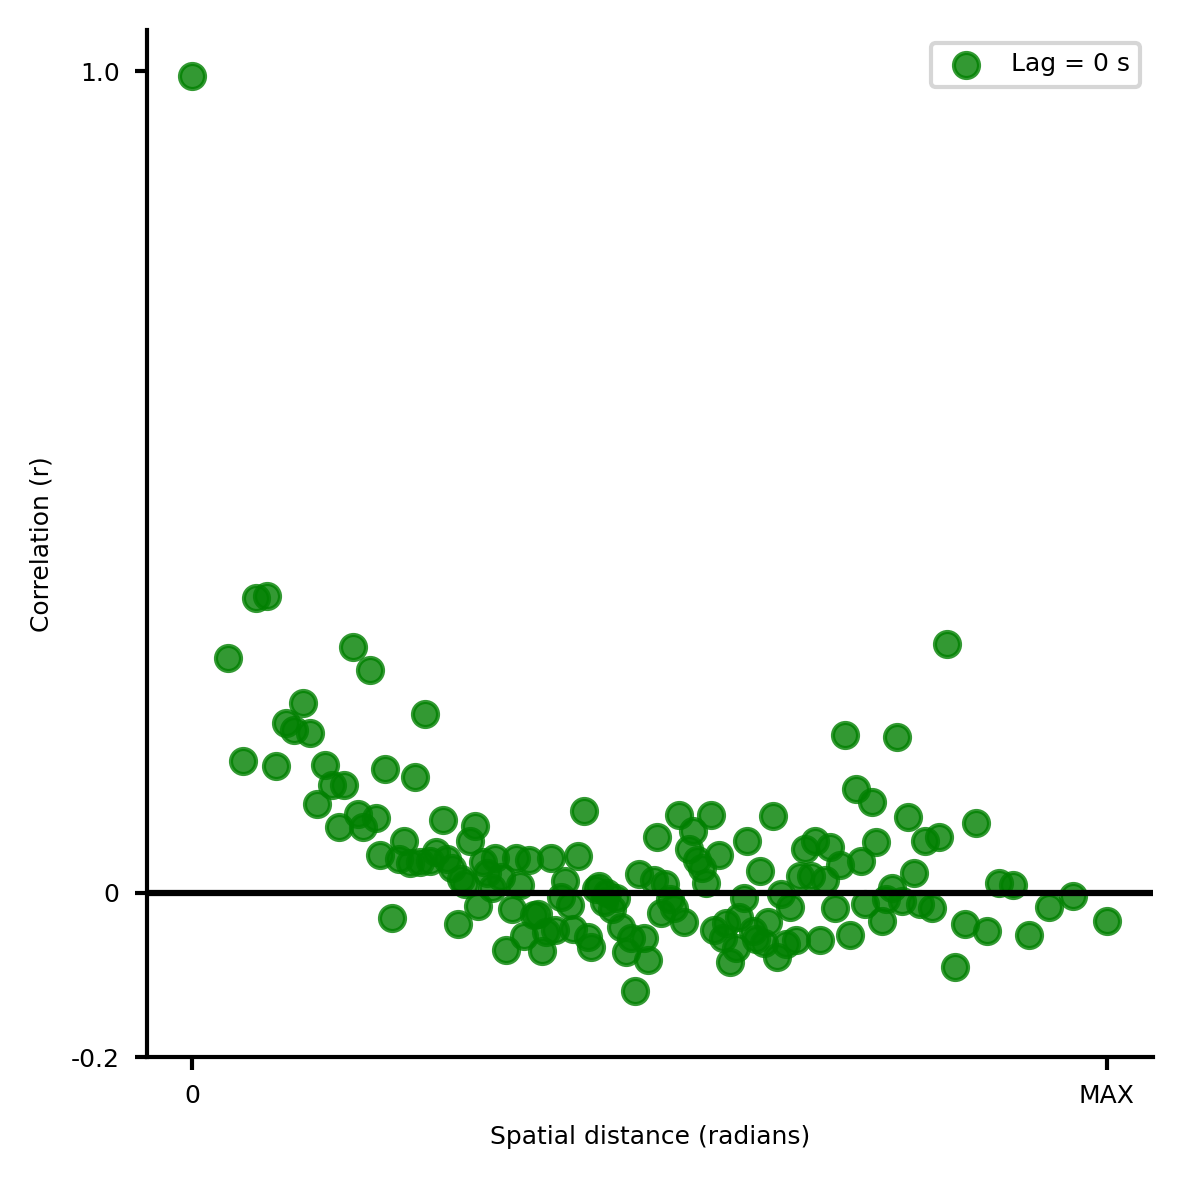 1.0
Lag = 0 s
Correlation (r)
0
-0.2
0
MAX
Spatial distance (radians)